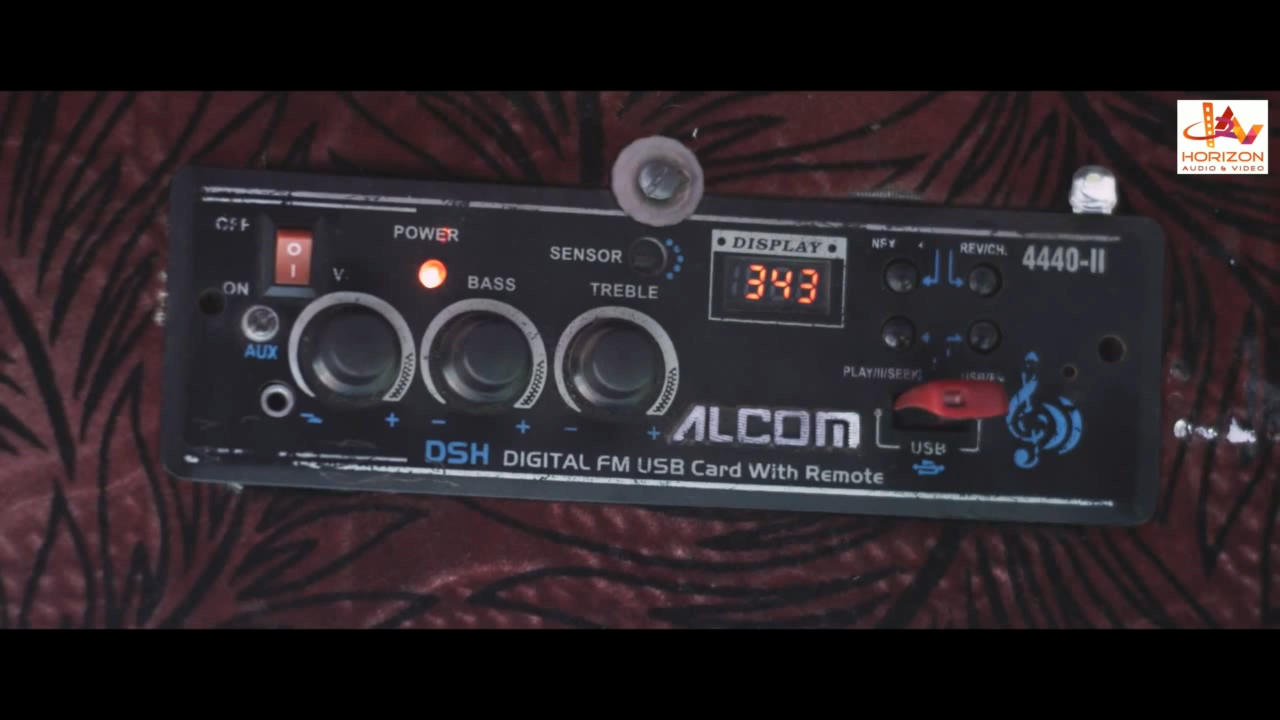 HORIZON
AUDIO & VIDEO
OFF
ON
POWER
SENSOR
DISPLAY
343
REV/CH.
4440-II
BASS
TREBLE
AUX
PLAY/II/SEEK
ALCOM
USB
DSH DIGITAL FM USB Card With Remote